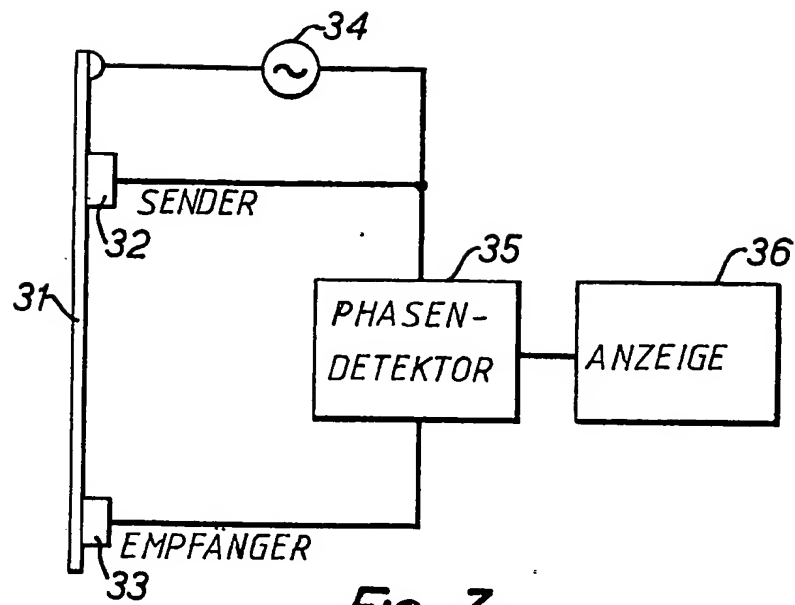 34
SENDER
32
35
36
31
PHASEN-
DETEKTOR
ANZEIGE
EMPFÄNGER
33